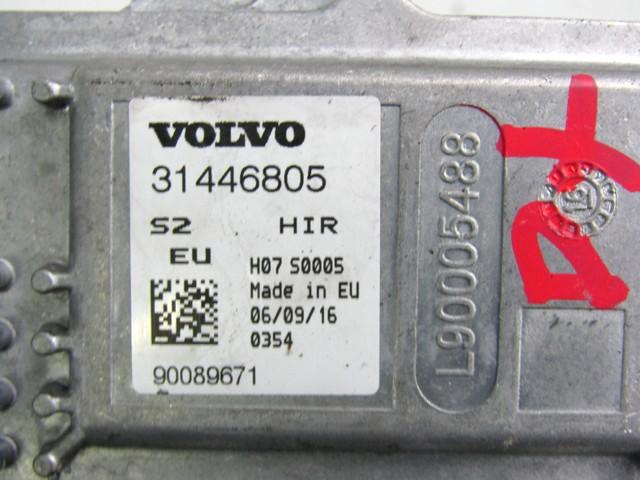 VOLVO
31446805
S2 HIR
EU
H07 S0005
Made in EU
06/09/16
0354
90089671
L90005488